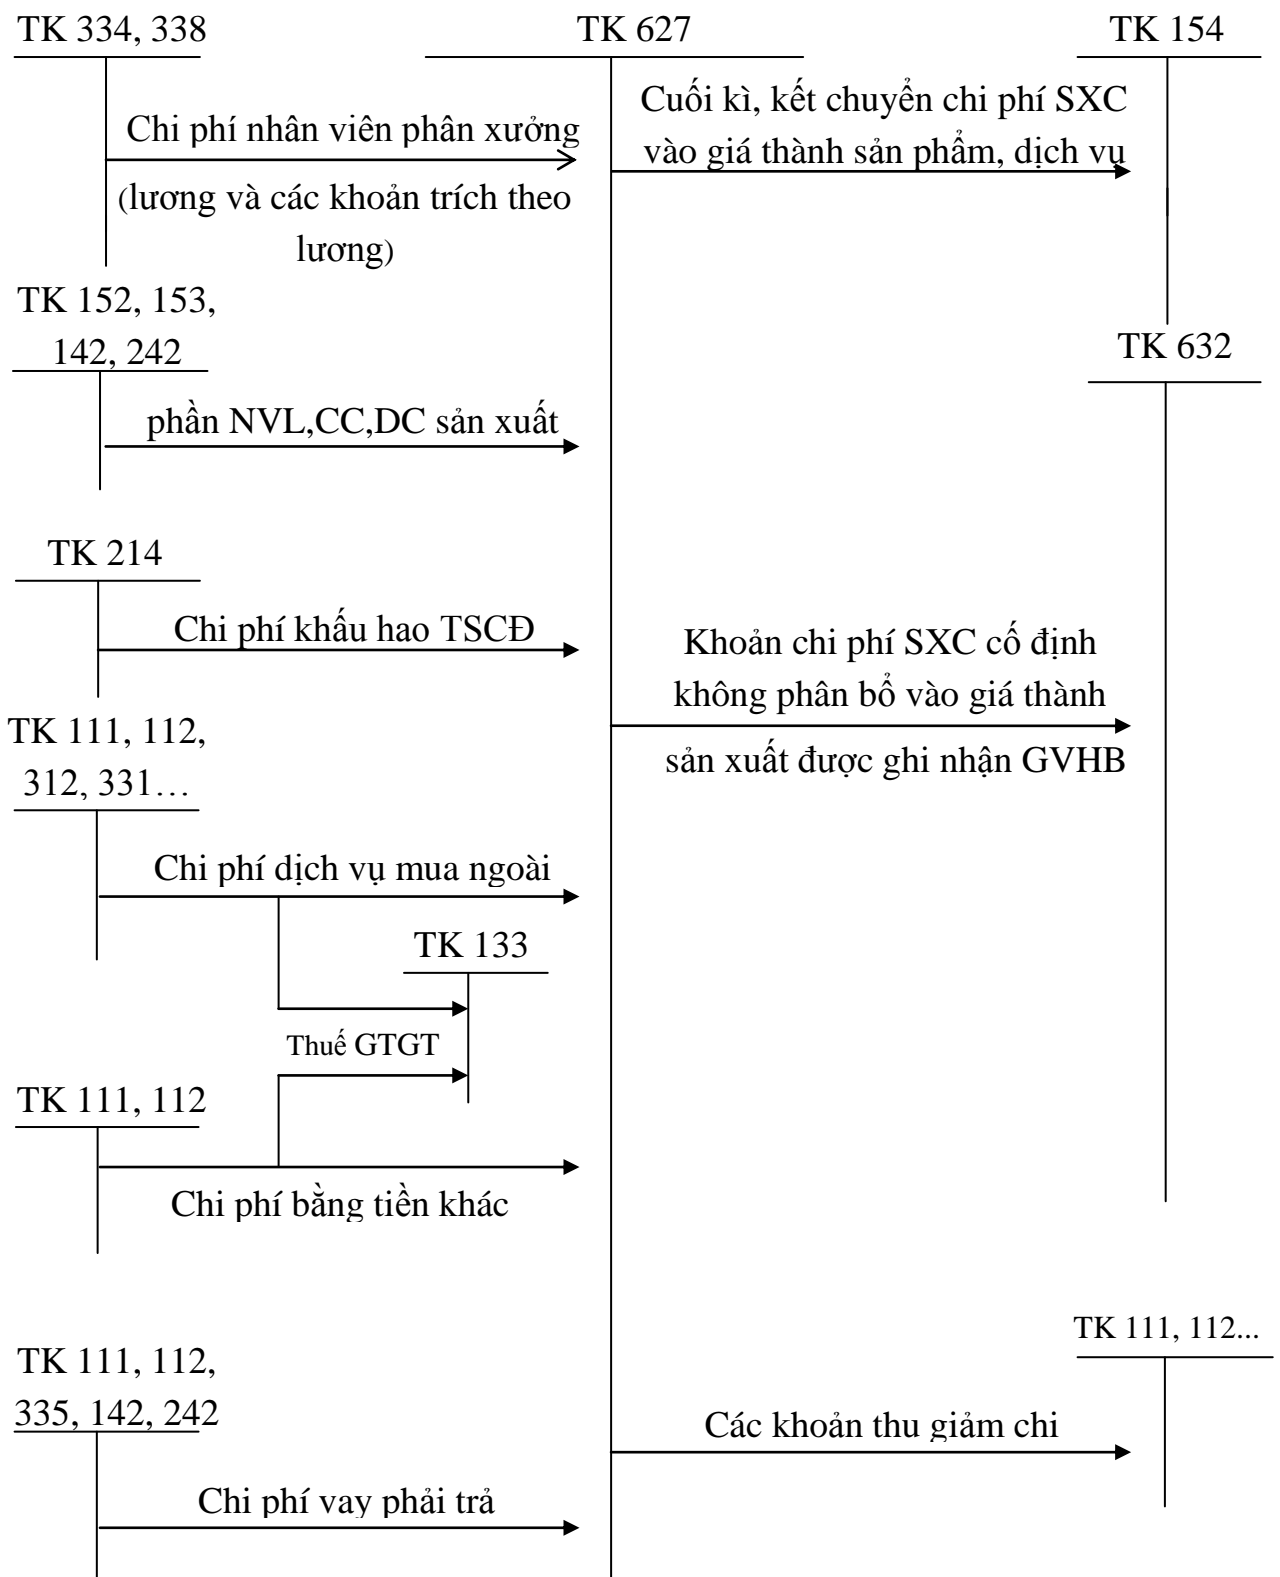 TK 334, 338
TK 627
TK 154
Chi phí nhân viên phân xưởng
(lương và các khoản trích theo
lương)
Cuối kì, kết chuyển chi phí SXC
vào giá thành sản phẩm, dịch vụ
TK 152, 153,
142, 242
phần NVL,CC,DC sản xuất
TK 632
TK 214
Chi phí khấu hao TSCĐ
Khoản chi phí SXC cố định
không phân bổ vào giá thành
sản xuất được ghi nhận GVHB
TK 111, 112,
312, 331…
Chi phí dịch vụ mua ngoài
TK 133
Thuế GTGT
TK 111, 112
Chi phí bằng tiền khác
TK 111, 112...
TK 111, 112,
335, 142, 242
Các khoản thu giảm chi
Chi phí vay phải trả